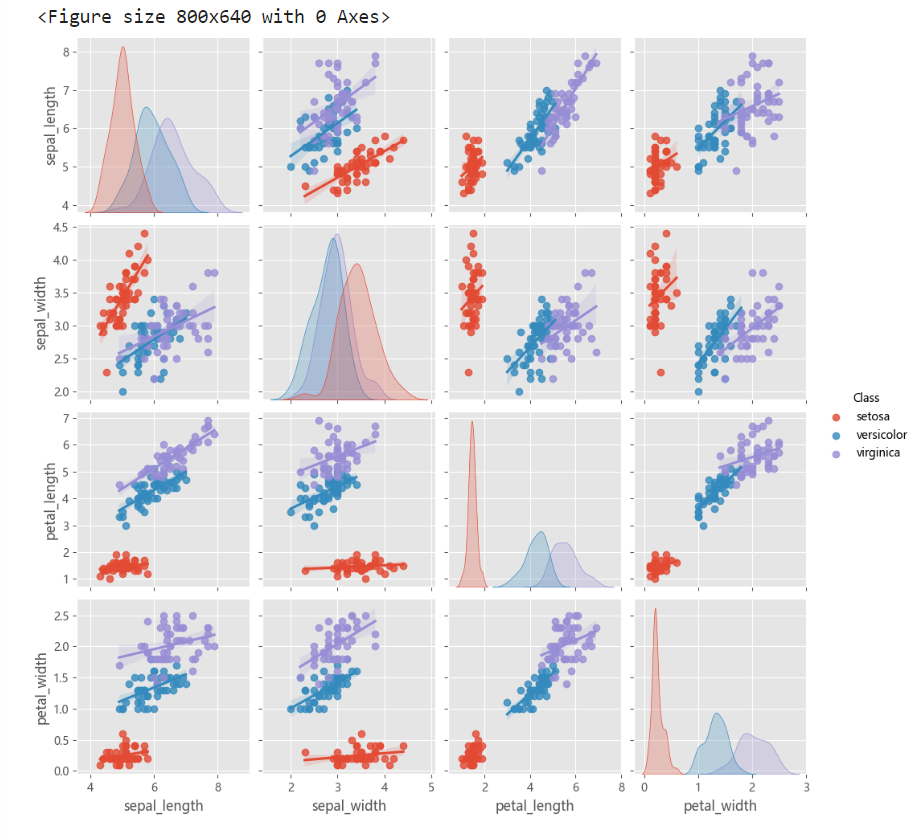 <Figure size 800x640 with 0 Axes>
8
7
6
5
4
sepal_length
4.5
4.0
3.5
3.0
2.5
2.0
sepal_width
Class
setosa
versicolor
virginica
7
6
5
4
3
2
1
petal_length
2.5
2.0
1.5
1.0
0.5
0.0
petal_width
4 6 8 2 3 4 5 2 4 6 8 0 1 2 3
sepal_length sepal_width petal_length petal_width